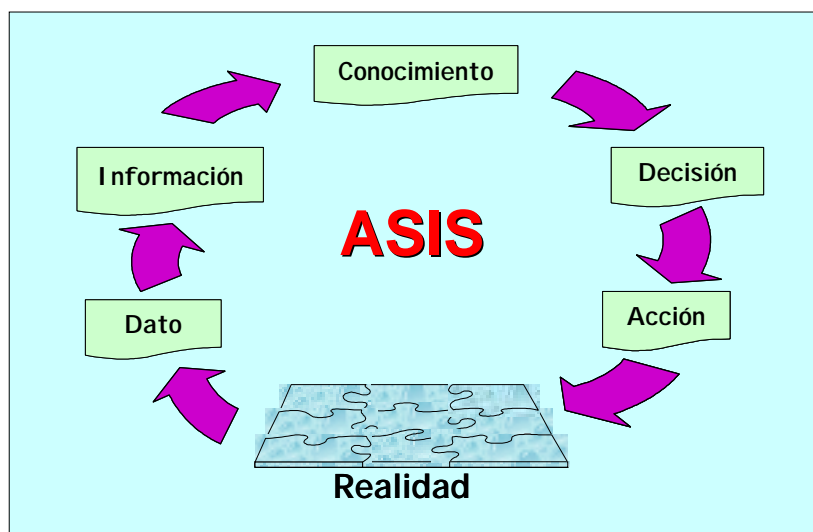 Conocimiento
Información
Decisión
ASIS
Dato
Acción
Realidad